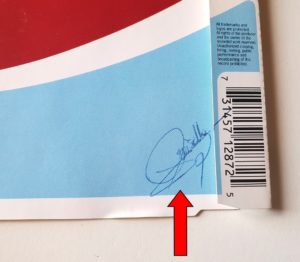 All trademarks and
logos are protected.
All rights of the producer
and the owner of the
recorded work reserved.
Unauthorized copying,
hiring, renting, public
performance and
broadcasting of this
record prohibited.
7 31457 12872 5